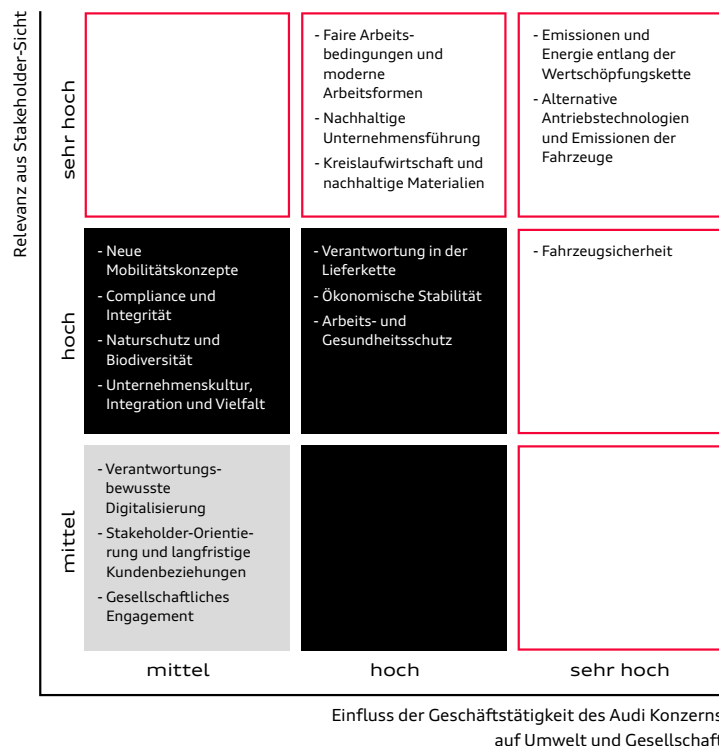 Relevanz aus Stakeholder-Sicht
sehr hoch
- Faire Arbeits-
bedingungen und
moderne
Arbeitsformen
- Nachhaltige
Unternehmensführung
- Kreislaufwirtschaft und
nachhaltige Materialien
- Emissionen und
Energie entlang der
Wertschöpfungskette
- Alternative
Antriebstechnologien
und Emissionen der
Fahrzeuge
hoch
- Neue
Mobilitätskonzepte
- Compliance und
Integrität
- Naturschutz und
Biodiversität
- Unternehmenskultur,
Integration und Vielfalt
- Verantwortung in der
Lieferkette
- Ökonomische Stabilität
- Arbeits- und
Gesundheitsschutz
- Fahrzeugsicherheit
mittel
- Verantwortungs-
bewusste
Digitalisierung
- Stakeholder-Orientie-
rung und langfristige
Kundenbeziehungen
- Gesellschaftliches
Engagement
mittel
hoch
sehr hoch
Einfluss der Geschäftstätigkeit des Audi Konzerns
auf Umwelt und Gesellschaft